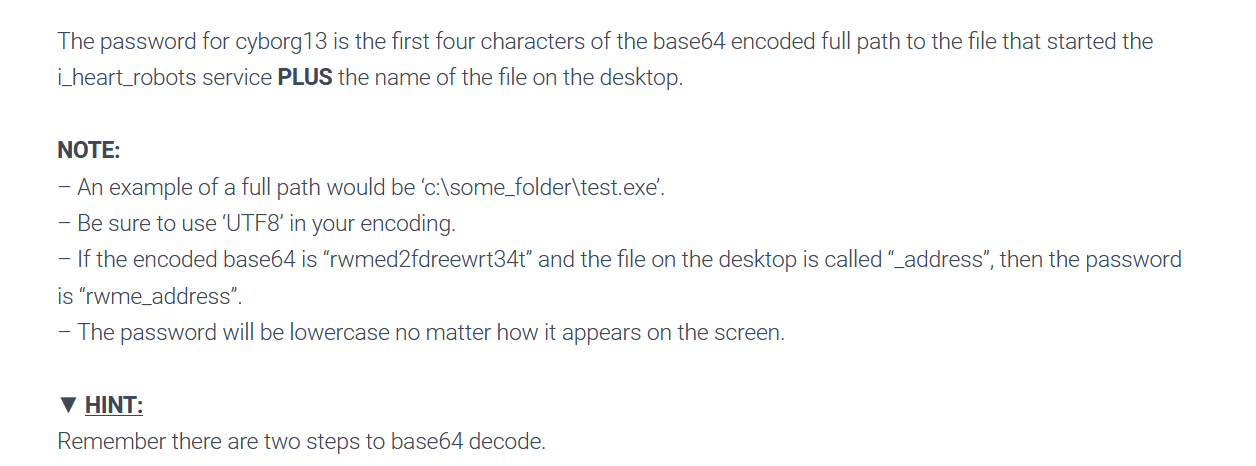 The password for cyborg13 is the first four characters of the base64 encoded full path to the file that started the
i_heart_robots service PLUS the name of the file on the desktop.
NOTE:
– An example of a full path would be ‘c:\some_folder\test.exe’.
– Be sure to use ‘UTF8’ in your encoding.
– If the encoded base64 is “rwmed2fdreewrt34t” and the file on the desktop is called “_address”, then the password
is “rwme_address”.
– The password will be lowercase no matter how it appears on the screen.
▼ HINT:
Remember there are two steps to base64 decode.